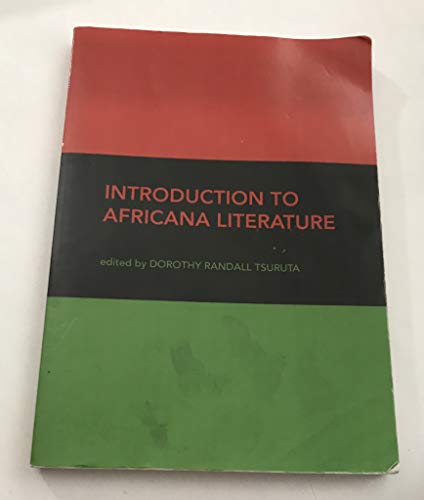 INTRODUCTION TO
AFRICANA LITERATURE
edited by DOROTHY RANDALL TSURUTA